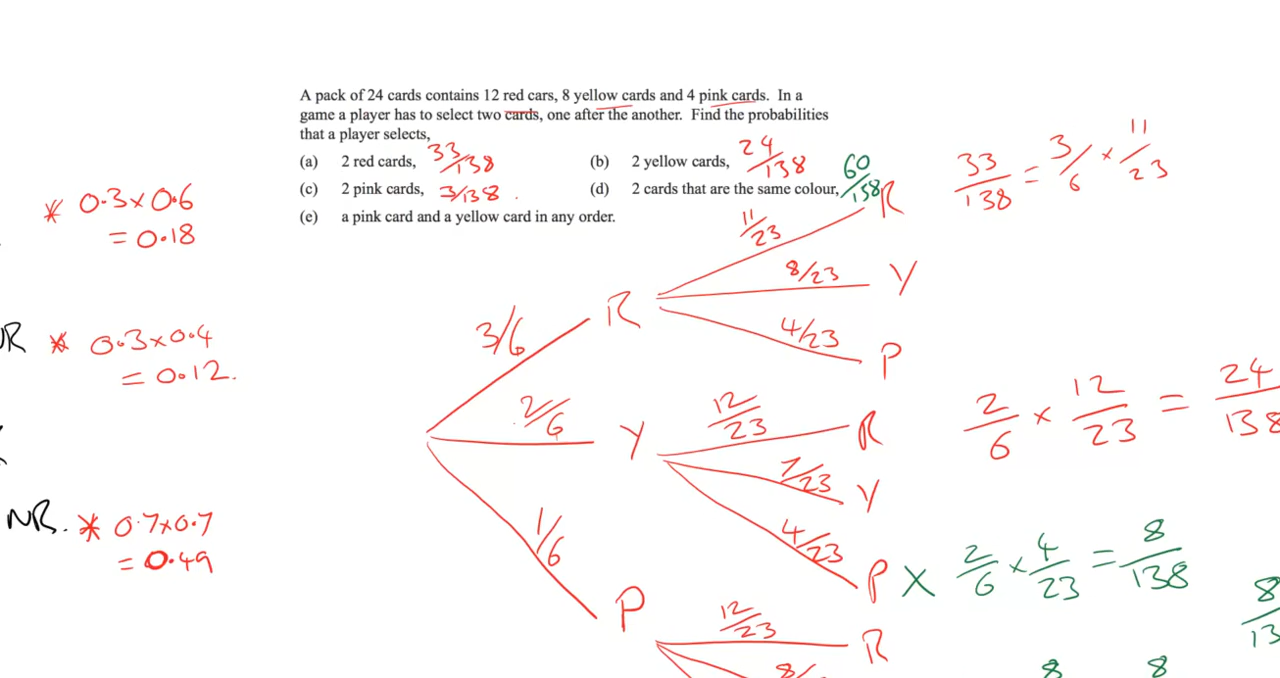 A pack of 24 cards contains 12 red cars, 8 yellow cards and 4 pink cards. In a
game a player has to select two cards, one after the another. Find the probabilities
that a player selects,
(a) 2 red cards, 33/138
(b) 2 yellow cards, 24/138
(c) 2 pink cards, 3/138.
(d) 2 cards that are the same colour, 60/158
(e) a pink card and a yellow card in any order.
* 0.3×0.6
= 0.18
* 0.3×0.4
= 0.12.
NR. * 0.7×0.7
= 0.49
3/6 R
11/23 R
33/138 = 3/6 × 11/23
8/23 Y
4/23 P
2/6 Y
12/23 R
2/6 × 12/23 = 24/138
7/23 Y
4/23 P × 2/6 × 4/23 = 8/138
1/6 P
12/23 R
8/
8 8